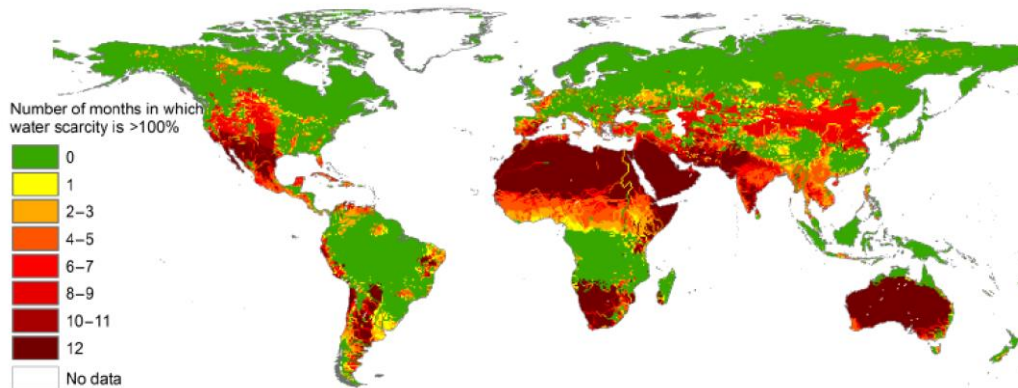 Number of months in which
water scarcity is >100%
0
1
2–3
4–5
6–7
8–9
10–11
12
No data